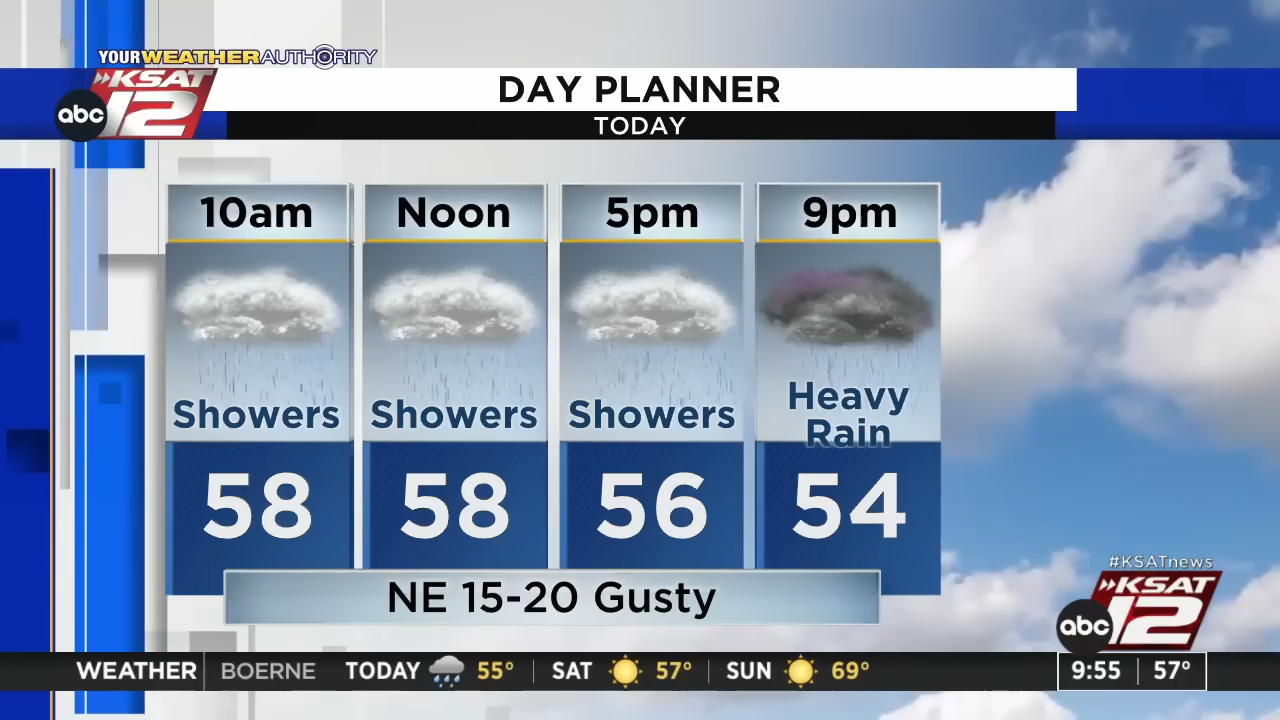 YOURWEATHERAUTHORITY
KSAT
abc 12
DAY PLANNER
TODAY
10am Noon 5pm 9pm
Showers Showers Showers Heavy Rain
58 58 56 54
NE 15-20 Gusty
#KSATnews
KSAT
abc 12
WEATHER BOERNE TODAY 55° SAT 57° SUN 69° 9:55 57°